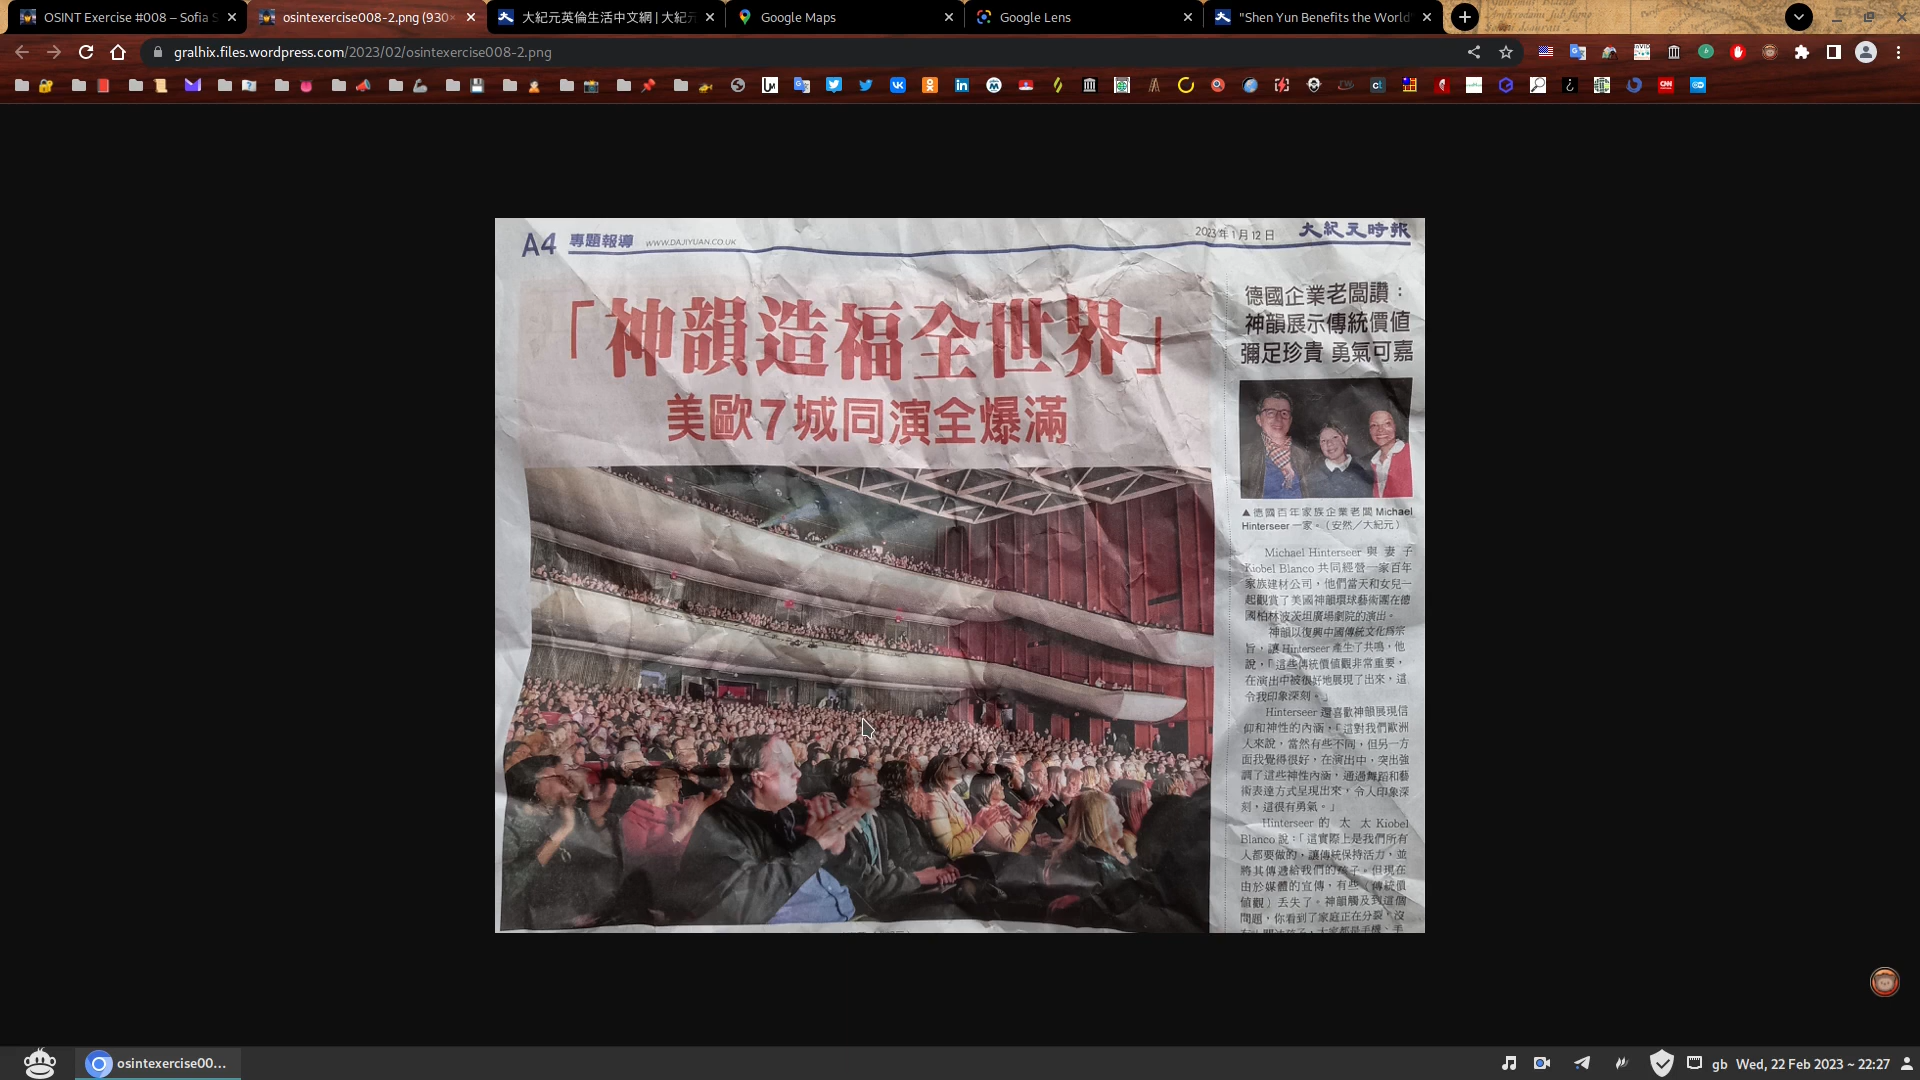 OSINT Exercise #008 – Sofia S
osintexercise008-2.png (930×
大紀元英倫生活中文網 | 大紀元
Google Maps
Google Lens
"Shen Yun Benefits the World"
gralhix.files.wordpress.com/2023/02/osintexercise008-2.png
A4 專題報導 WWW.DAJIYUAN.CO.UK
2023年1月12日 大紀元時報
「神韻造福全世界」
美歐7城同演全爆滿
德國企業老闆讚：
神韻展示傳統價值
彌足珍貴 勇氣可嘉
▲德國百年家族企業老闆 Michael
Hinterseer 一家。（安然／大紀元）
Michael Hinterseer 與妻子
Kiobel Blanco 共同經營一家百年
家族建材公司，他們當天和女兒一
起觀賞了美國神韻環球藝術團在德
國柏林波茨坦廣場劇院的演出。
神韻以復興中國傳統文化為宗
旨，讓 Hinterseer 產生了共鳴，他
說，「這些傳統價值觀非常重要，
在演出中被很好地展現了出來，這
令我印象深刻。」
Hinterseer 還喜歡神韻展現信
仰和神性的內涵，「這對我們歐洲
人來說，當然有些不同，但另一方
面我覺得很好，在演出中，突出強
調了這些神性內涵，通過舞蹈和藝
術表達方式呈現出來，令人印象深
刻，這很有勇氣。」
Hinterseer 的太太 Kiobel
Blanco 說：「這實際上是我們所有
人都要做的，讓傳統保持活力，並
將其傳遞給我們的孩子。但現在
由於媒體的宣傳，有些（傳統價
值觀）丟失了。神韻觸及到這個
問題，你看到了家庭正在分裂，沒
osintexercise00...
gb Wed, 22 Feb 2023 ~ 22:27